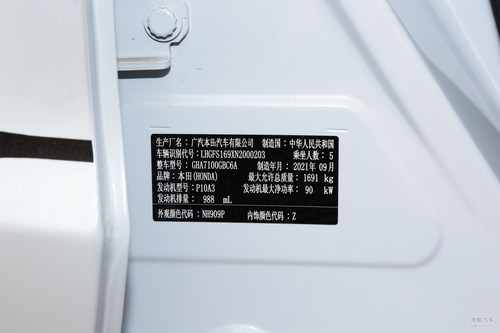 生产厂名：广汽本田汽车有限公司 制造国：中华人民共和国
车辆识别代号：LHGFS169XN2000203 乘坐人数：5
整车型号：GHA7100GBC6A 制造年月：2021年09月
品牌：本田(HONDA) 最大允许总质量：1691 kg
发动机型号：P10A3 发动机最大净功率：90 kW
发动机排量：988 mL
外观颜色代码：NH909P 内饰颜色代码：Z
搜狐汽车